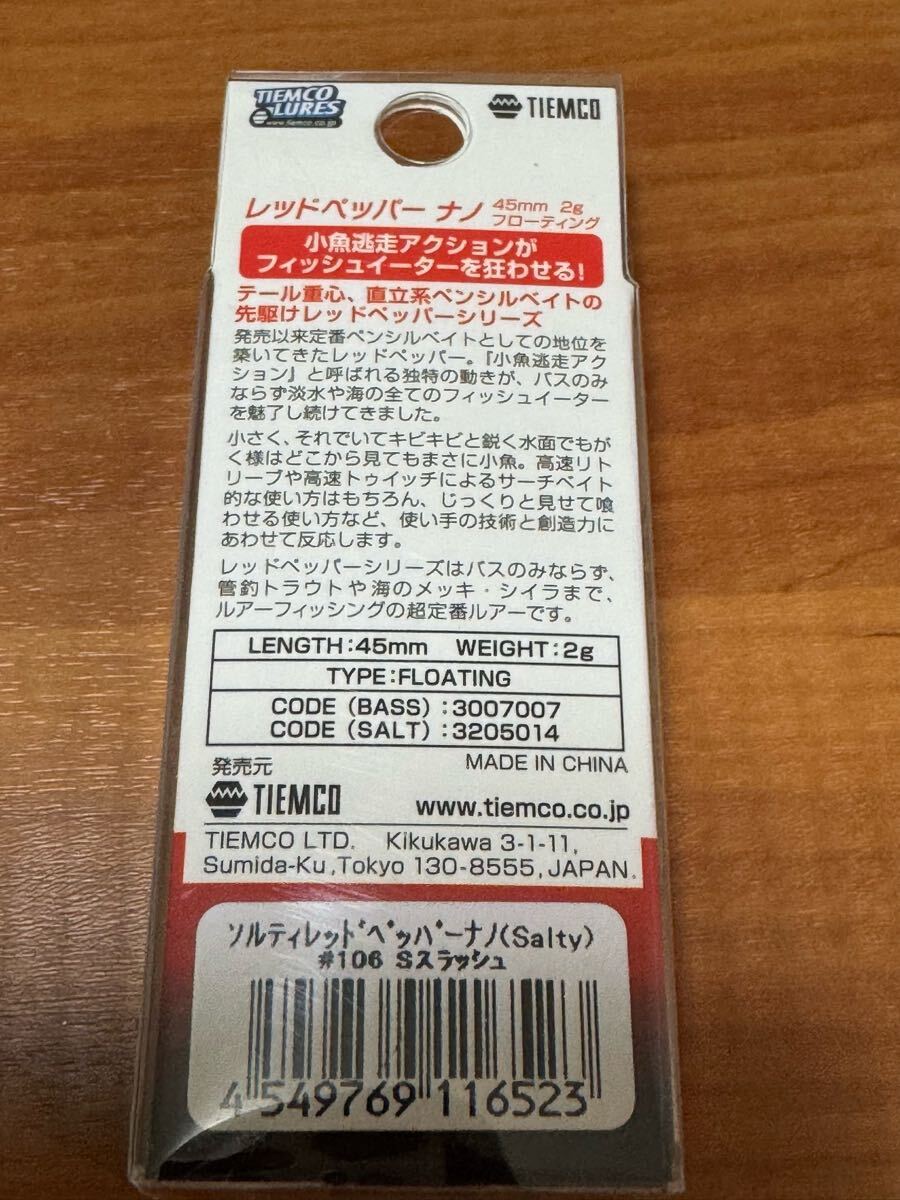 TIEMCO
LURES
www.tiemco.co.jp
TIEMCO
レッドペッパー ナノ 45mm 2g
フローティング
小魚逃走アクションが
フィッシュイーターを狂わせる!
テール重心、直立系ペンシルベイトの
先駆けレッドペッパーシリーズ
発売以来定番ペンシルベイトとしての地位を
築いてきたレッドペッパー。『小魚逃走アク
ション』と呼ばれる独特の動きが、バスのみ
ならず淡水や海の全てのフィッシュイーター
を魅了し続けてきました。
小さく、それでいてキビキビと鋭く水面でもが
く様はどこから見てもまさに小魚。高速リト
リーブや高速トゥイッチによるサーチベイト
的な使い方はもちろん、じっくりと見せて喰
わせる使い方など、使い手の技術と創造力に
あわせて反応します。
レッドペッパーシリーズはバスのみならず、
管釣トラウトや海のメッキ・シイラまで、
ルアーフィッシングの超定番ルアーです。
LENGTH:45mm WEIGHT:2g
TYPE:FLOATING
CODE (BASS) :3007007
CODE (SALT) :3205014
発売元 MADE IN CHINA
TIEMCO www.tiemco.co.jp
TIEMCO LTD. Kikukawa 3-1-11,
Sumida-Ku,Tokyo 130-8555, JAPAN.
ソルティレッドペッパーナノ(Salty)
#106 Sスラッシュ
4 549769 116523